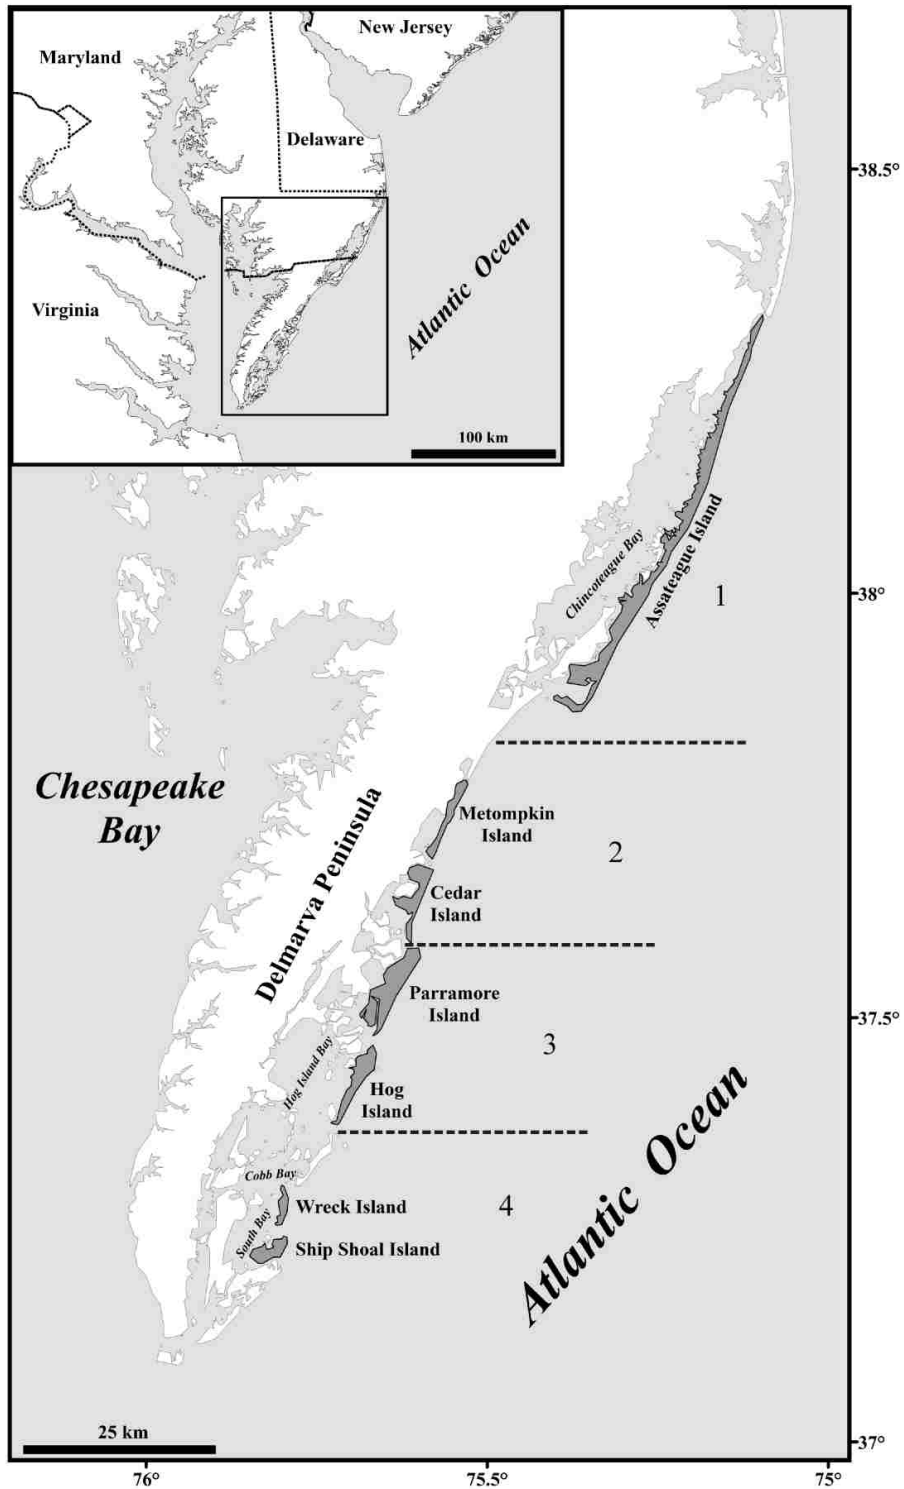 New Jersey
Maryland
Delaware
38.5°
Atlantic Ocean
Virginia
100 km
Chincoteague Bay
Assateague Island
1
38°
Chesapeake
Bay
Delmarva Peninsula
Metompkin
Island
2
Cedar
Island
Parramore
Island
37.5°
3
Hog Island Bay
Hog
Island
Atlantic Ocean
Cobb Bay
Wreck Island
4
South Bay
Ship Shoal Island
25 km
37°
76°
75.5°
75°